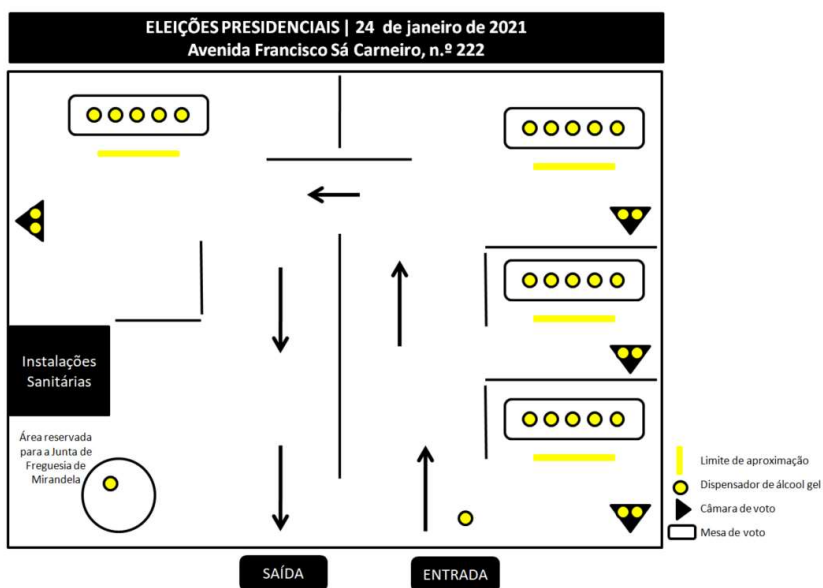 ELEIÇÕES PRESIDENCIAIS | 24 de janeiro de 2021
Avenida Francisco Sá Carneiro, n.º 222
Instalações
Sanitárias
Área reservada
para a Junta de
Freguesia de
Mirandela
Limite de aproximação
Dispensador de álcool gel
Câmara de voto
Mesa de voto
SAÍDA
ENTRADA